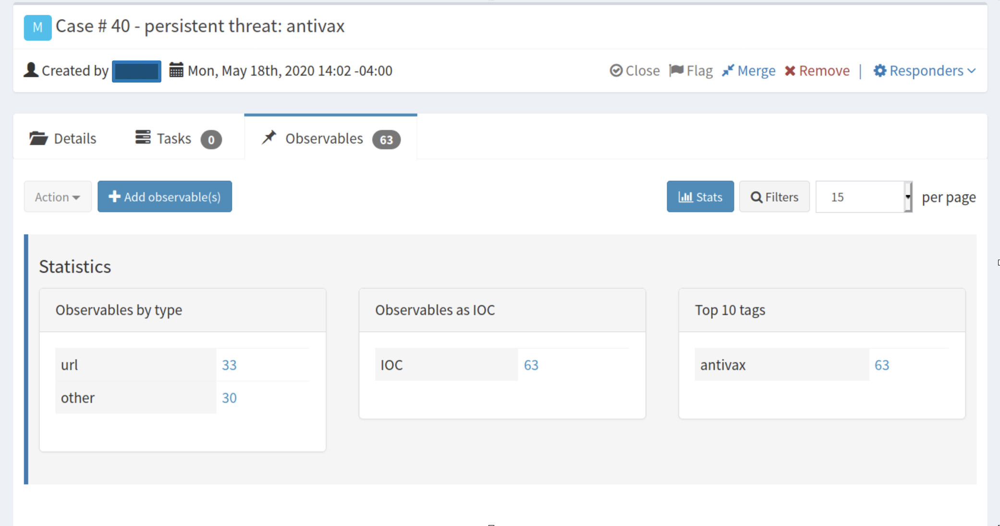 M Case # 40 - persistent threat: antivax
Created by Mon, May 18th, 2020 14:02 -04:00 Close Flag Merge Remove | Responders
Details Tasks 0 Observables 63
Action Add observable(s) Stats Filters 15 per page
Statistics
Observables by type Observables as IOC Top 10 tags
url 33 IOC 63 antivax 63
other 30